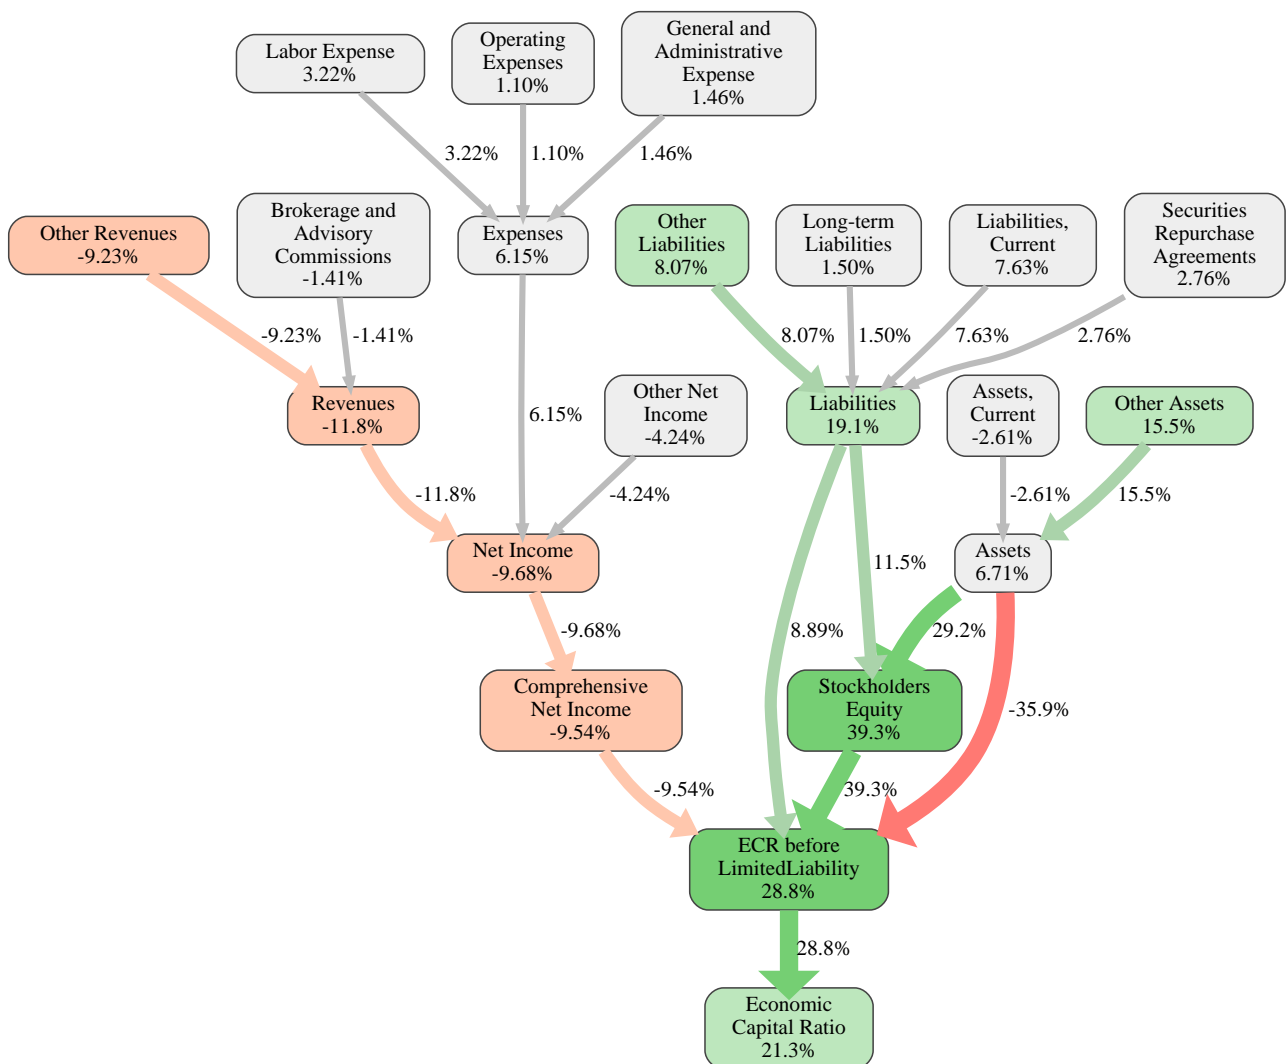 Labor Expense
3.22%
Operating
Expenses
1.10%
General and
Administrative
Expense
1.46%
3.22%
1.10%
1.46%
Other Revenues
-9.23%
Brokerage and
Advisory
Commissions
-1.41%
Expenses
6.15%
Other
Liabilities
8.07%
Long-term
Liabilities
1.50%
Liabilities,
Current
7.63%
Securities
Repurchase
Agreements
2.76%
-9.23%
-1.41%
8.07%
1.50%
7.63%
2.76%
Revenues
-11.8%
6.15%
Other Net
Income
-4.24%
Liabilities
19.1%
Assets,
Current
-2.61%
Other Assets
15.5%
-11.8%
-4.24%
-2.61%
15.5%
Net Income
-9.68%
11.5%
Assets
6.71%
-9.68%
8.89%
29.2%
Comprehensive
Net Income
-9.54%
Stockholders
Equity
39.3%
-35.9%
-9.54%
39.3%
ECR before
LimitedLiability
28.8%
28.8%
Economic
Capital Ratio
21.3%